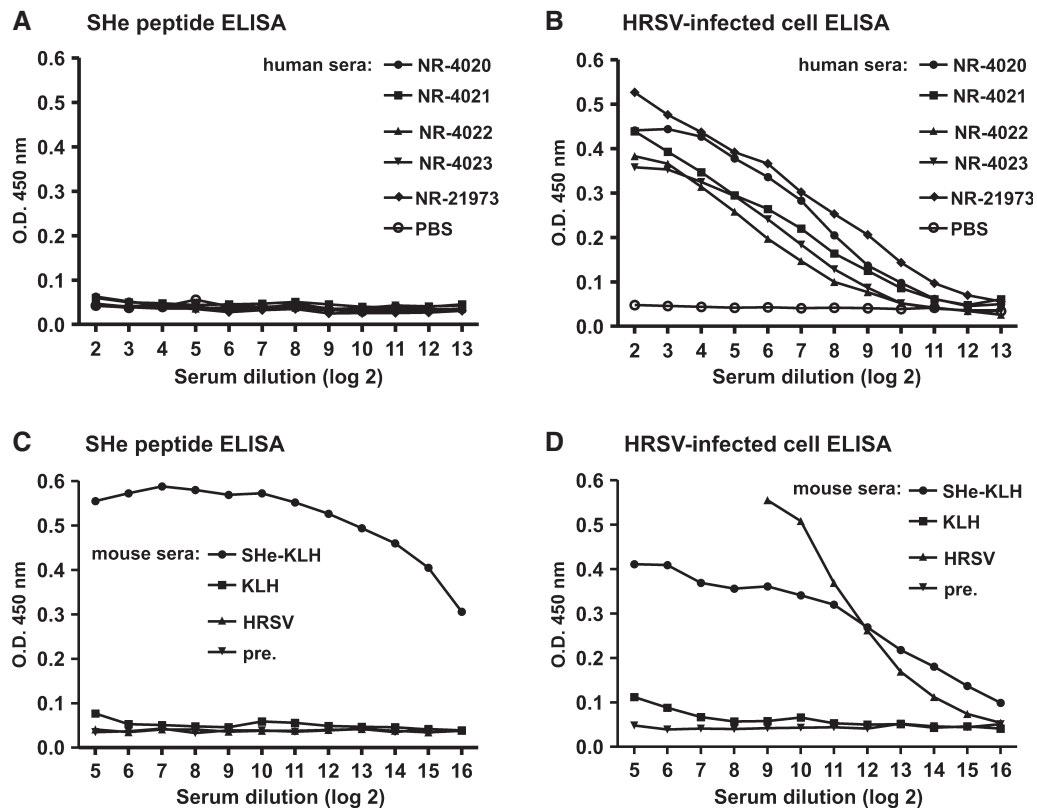 A SHe peptide ELISA
0.6
0.5
0.4
0.3
0.2
0.1
0.0
O.D. 450 nm
human sera: NR-4020
NR-4021
NR-4022
NR-4023
NR-21973
PBS
2 3 4 5 6 7 8 9 10 11 12 13
Serum dilution (log 2)
B HRSV-infected cell ELISA
0.6
0.5
0.4
0.3
0.2
0.1
0.0
O.D. 450 nm
human sera: NR-4020
NR-4021
NR-4022
NR-4023
NR-21973
PBS
2 3 4 5 6 7 8 9 10 11 12 13
Serum dilution (log 2)
C SHe peptide ELISA
0.6
0.5
0.4
0.3
0.2
0.1
0.0
O.D. 450 nm
mouse sera: SHe-KLH
KLH
HRSV
pre.
5 6 7 8 9 10 11 12 13 14 15 16
Serum dilution (log 2)
D HRSV-infected cell ELISA
0.6
0.5
0.4
0.3
0.2
0.1
0.0
O.D. 450 nm
mouse sera: SHe-KLH
KLH
HRSV
pre.
5 6 7 8 9 10 11 12 13 14 15 16
Serum dilution (log 2)